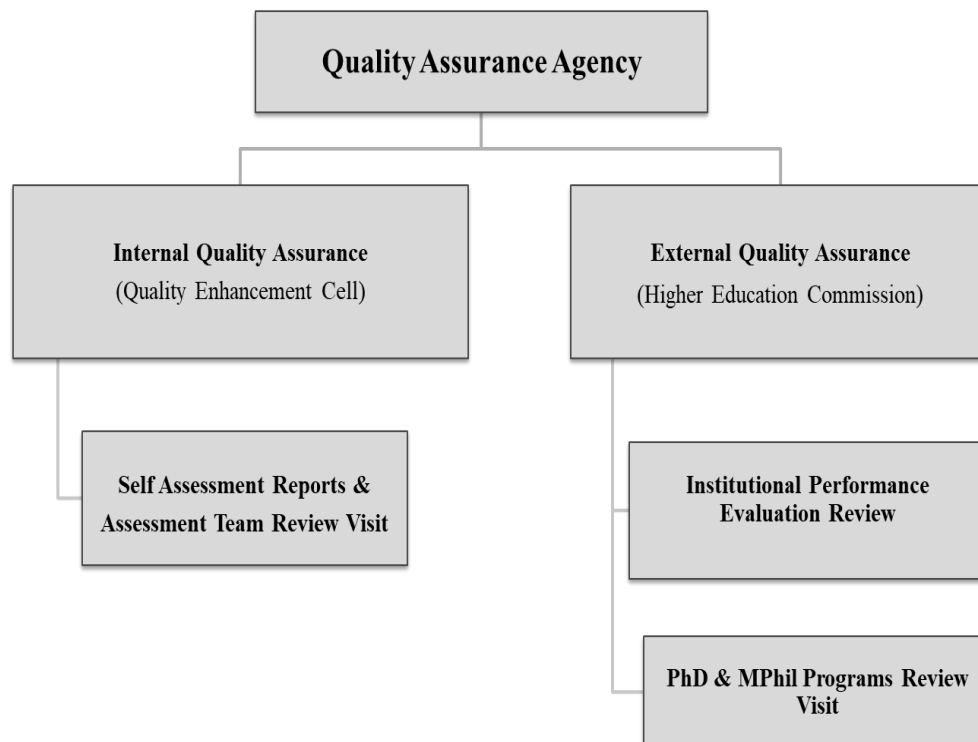 Quality Assurance Agency
Internal Quality Assurance
(Quality Enhancement Cell)
External Quality Assurance
(Higher Education Commission)
Self Assessment Reports &
Assessment Team Review Visit
Institutional Performance
Evaluation Review
PhD & MPhil Programs Review
Visit